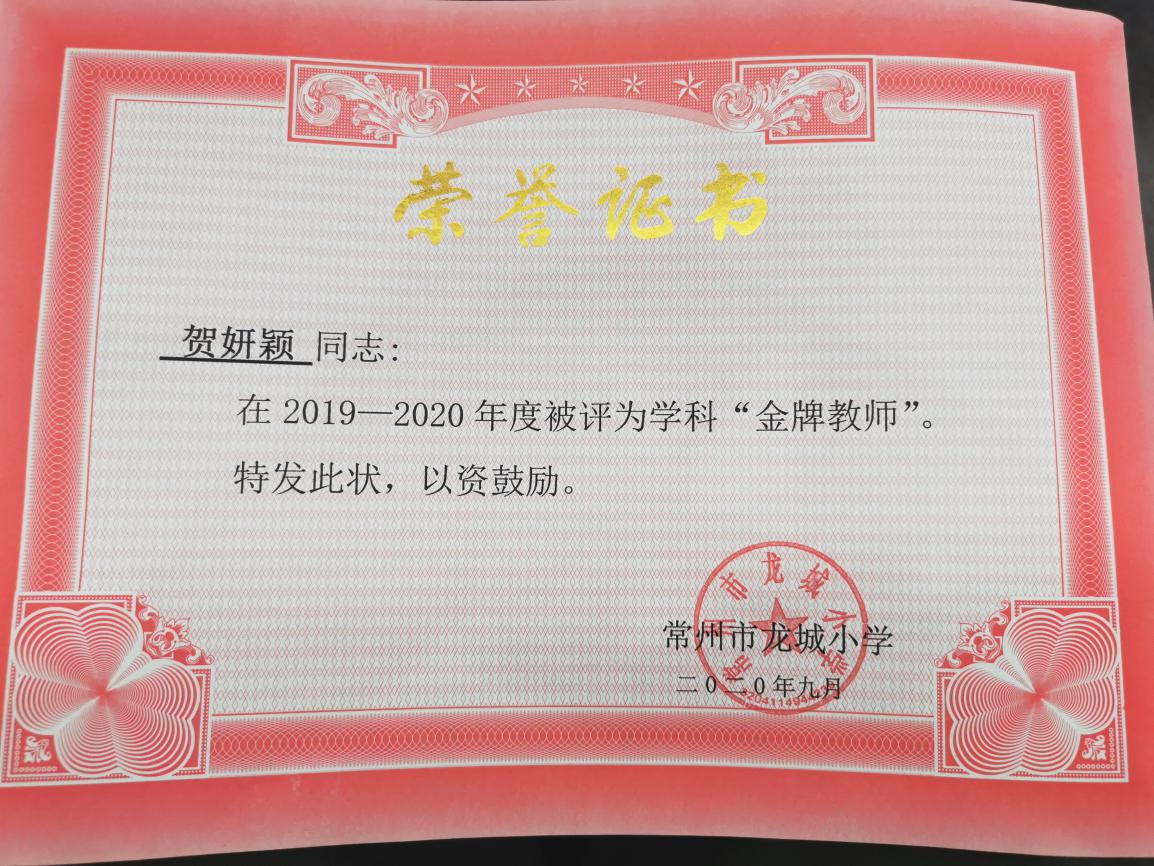 荣誉证书
贺妍颖 同志:
在 2019—2020 年度被评为学科“金牌教师”。
特发此状，以资鼓励。
常州市龙城小学
二0二0年九月